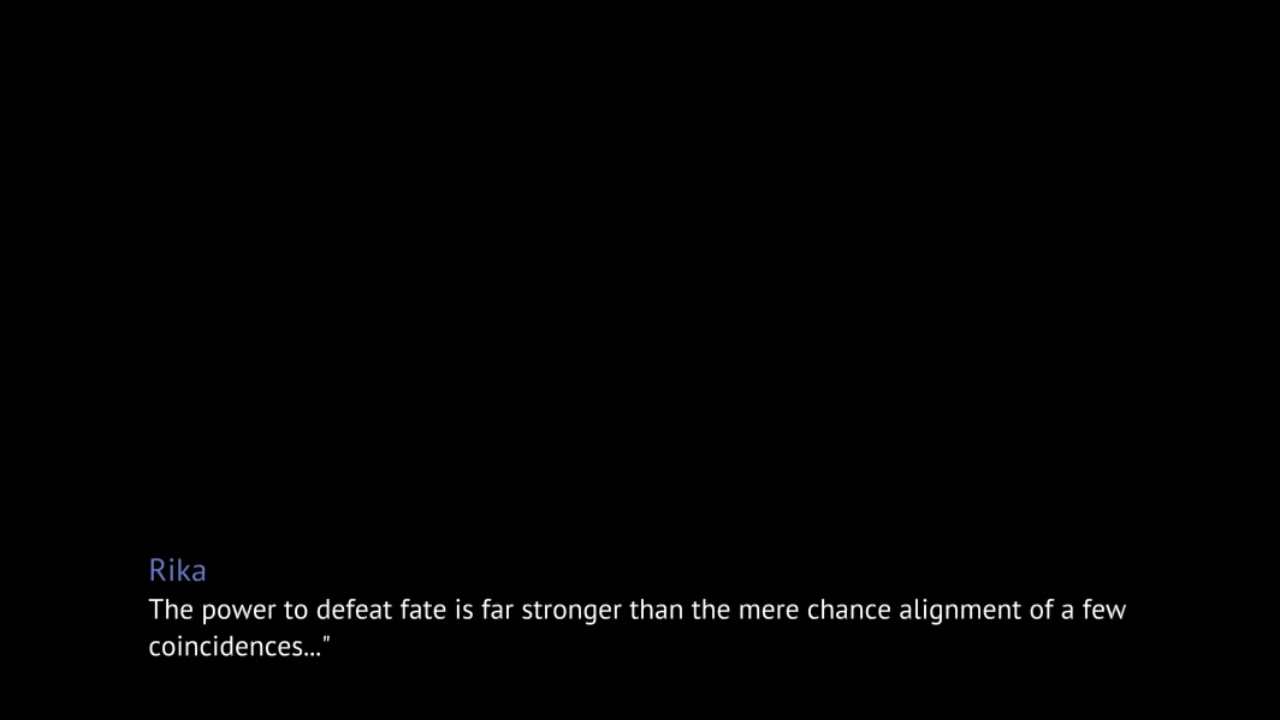 Rika
The power to defeat fate is far stronger than the mere chance alignment of a few
coincidences..."